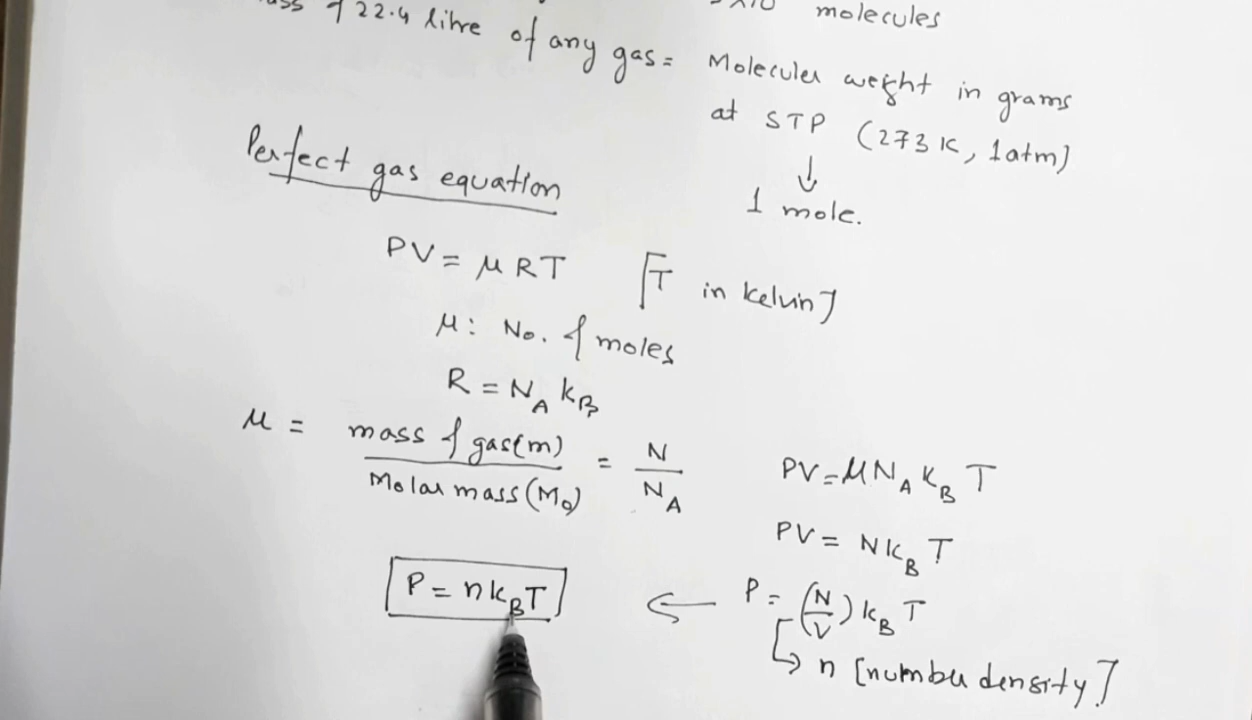 molecules
22.4 litre of any gas = Moleculer weight in grams
at STP (273 K, 1atm)
↓
1 mole.
Perfect gas equation
PV = μRT [T in kelvin]
μ: No. of moles
R = N_A k_B
μ = mass of gas(m) / Molar mass (M_0) = N / N_A
PV = μN_A K_B T
PV = NK_B T
P = (N/V) k_B T
↳ n [number density]
← P = nk_B T